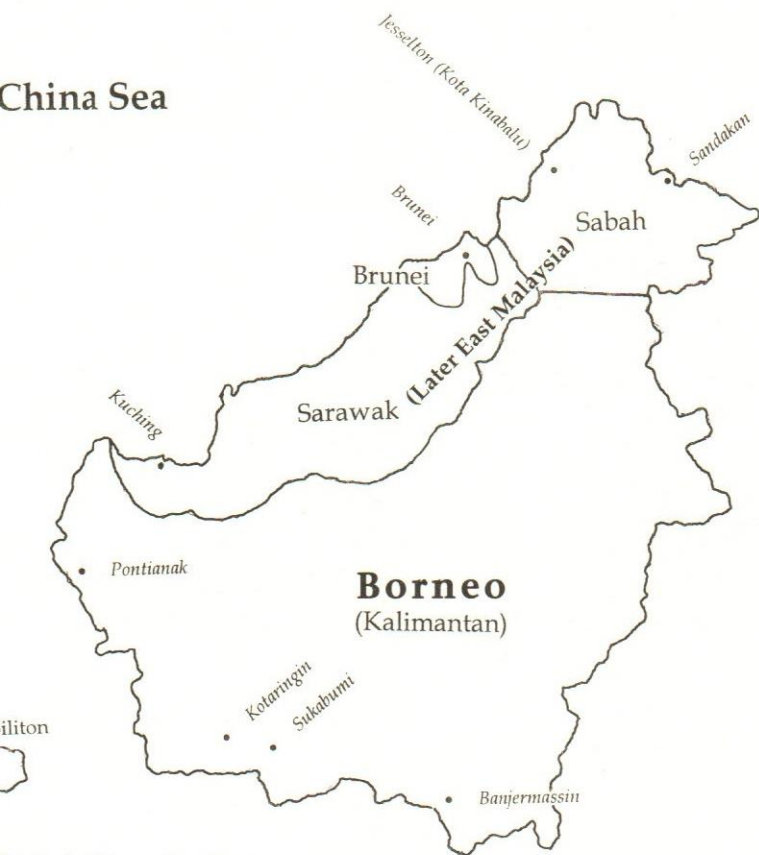 Jesselton (Kota Kinabalu)
China Sea
Sandakan
Brunei
Sabah
Brunei
(Later East Malaysia)
Kuching
Sarawak
Pontianak
Borneo
(Kalimantan)
Kotaringin
Sukabumi
iliton
Banjermassin